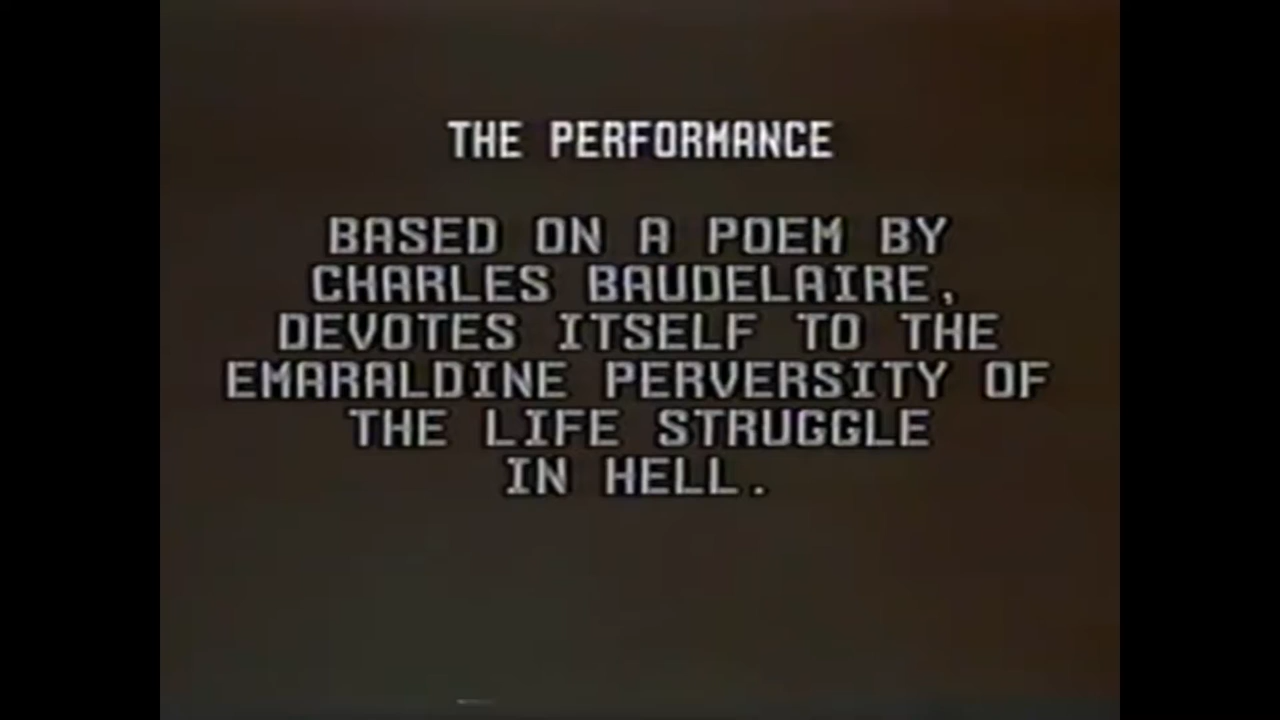 THE PERFORMANCE
BASED ON A POEM BY
CHARLES BAUDELAIRE,
DEVOTES ITSELF TO THE
EMARALDINE PERVERSITY OF
THE LIFE STRUGGLE
IN HELL.